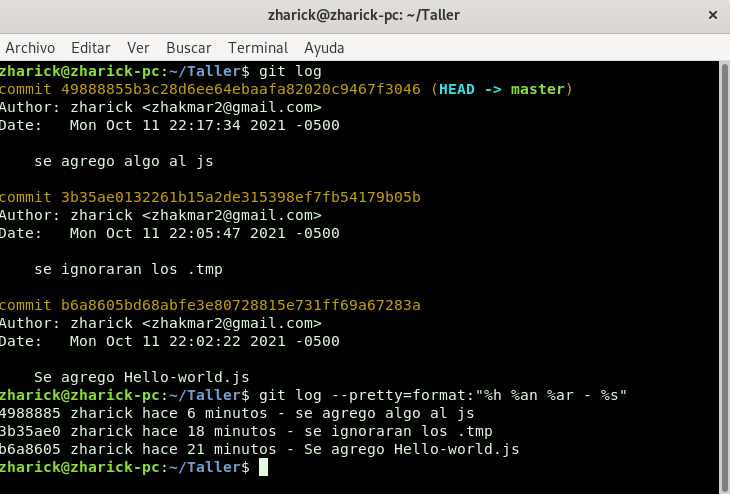 zharick@zharick-pc: ~/Taller
Archivo Editar Ver Buscar Terminal Ayuda
zharick@zharick-pc:~/Taller$ git log
commit 49888855b3c28d6ee64ebaafa82020c9467f3046 (HEAD -> master)
Author: zharick <zhakmar2@gmail.com>
Date:   Mon Oct 11 22:17:34 2021 -0500
    se agrego algo al js
commit 3b35ae0132261b15a2de315398ef7fb54179b05b
Author: zharick <zhakmar2@gmail.com>
Date:   Mon Oct 11 22:05:47 2021 -0500
    se ignoraran los .tmp
commit b6a8605bd68abfe3e80728815e731ff69a67283a
Author: zharick <zhakmar2@gmail.com>
Date:   Mon Oct 11 22:02:22 2021 -0500
    Se agrego Hello-world.js
zharick@zharick-pc:~/Taller$ git log --pretty=format:"%h %an %ar - %s"
4988885 zharick hace 6 minutos - se agrego algo al js
3b35ae0 zharick hace 18 minutos - se ignoraran los .tmp
b6a8605 zharick hace 21 minutos - Se agrego Hello-world.js
zharick@zharick-pc:~/Taller$